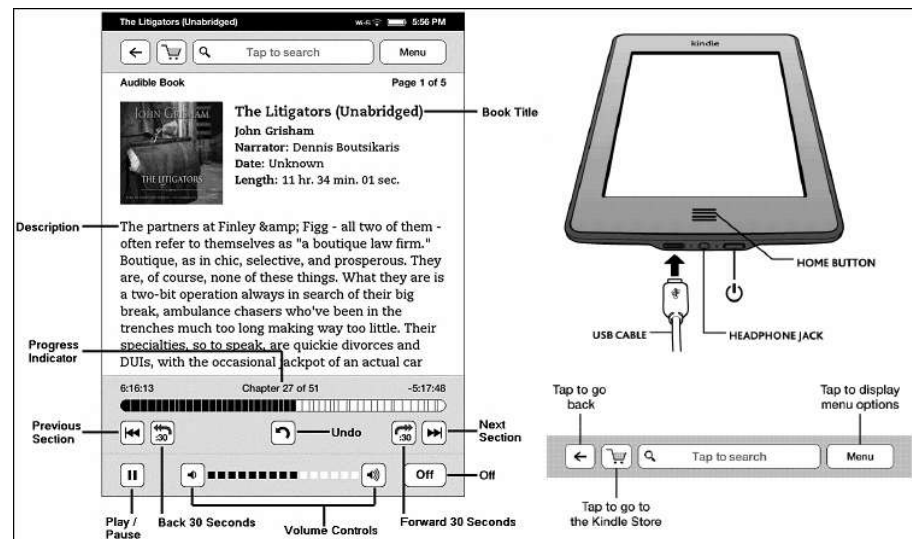 The Litigators (Unabridged) Wi-Fi 5:56 PM
Tap to search Menu
Audible Book Page 1 of 5
JOHN GRISHAM
THE LITIGATORS
The Litigators (Unabridged)
John Grisham
Narrator: Dennis Boutsikaris
Date: Unknown
Length: 11 hr. 34 min. 01 sec.
Book Title
Description
The partners at Finley &amp; Figg - all two of them -
often refer to themselves as "a boutique law firm."
Boutique, as in chic, selective, and prosperous. They
are, of course, none of these things. What they are is
a two-bit operation always in search of their big
break, ambulance chasers who've been in the
trenches much too long making way too little. Their
specialties, so to speak, are quickie divorces and
DUIs, with the occasional jackpot of an actual car
Progress
Indicator
6:16:13 Chapter 27 of 51 -5:17:48
Previous
Section
:30
Undo
:30
Next
Section
Off
Off
Play /
Pause
Back 30 Seconds
Volume Controls
Forward 30 Seconds
kindle
HOME BUTTON
USB CABLE
HEADPHONE JACK
Tap to go
back
Tap to display
menu options
Tap to search Menu
Tap to go to
the Kindle Store